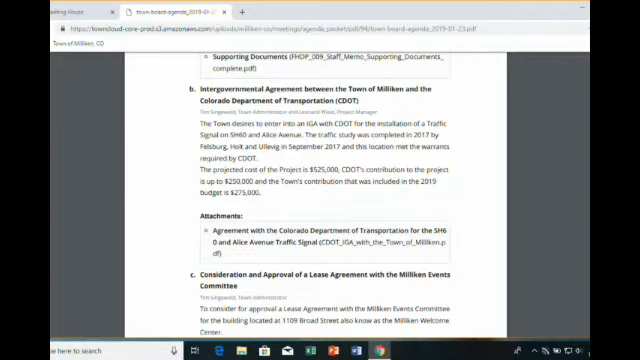 eeting House
town-board-agenda_2019-01-23
https://towncloud-core-prod.s3.amazonaws.com/uploads/milliken-co/meetings/agenda_packet/pdf/94/town-board-agenda_2019-01-23.pdf
Town of Milliken, CO
Supporting Documents (FHDP_009_Staff_Memo_Supporting_Documents_
complete.pdf)
b. Intergovernmental Agreement between the Town of Milliken and the
Colorado Department of Transportation (CDOT)
Tim Singewald, Town Administrator and Leonard Wiest, Project Manager
The Town desires to enter into an IGA with CDOT for the installation of a Traffic
Signal on SH60 and Alice Avenue. The traffic study was completed in 2017 by
Felsburg, Holt and Ullevig in September 2017 and this location met the warrants
required by CDOT.
The projected cost of the Project is $525,000, CDOT's contribution to the project
is up to $250,000 and the Town's contribution that was included in the 2019
budget is $275,000.
Attachments:
Agreement with the Colorado Department of Transportation for the SH6
0 and Alice Avenue Traffic Signal (CDOT_IGA_with_the_Town_of_Milliken.p
df)
c. Consideration and Approval of a Lease Agreement with the Milliken Events
Committee
Tim Singewald, Town Administrator
To consider for approval a Lease Agreement with the Milliken Events Committee
for the building located at 1109 Broad Street also know as the Milliken Welcome
Center.
here to search